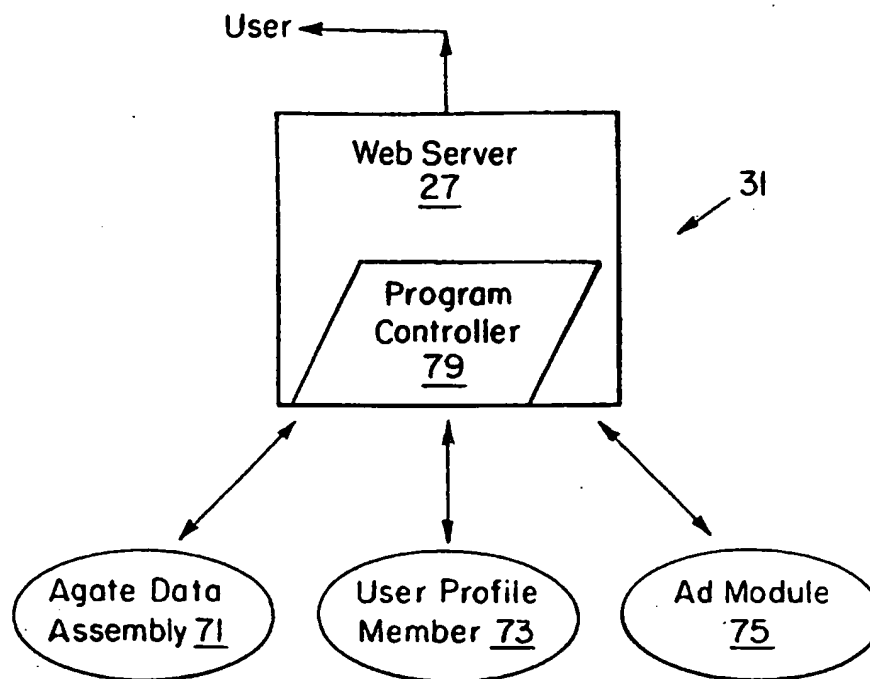 User
Web Server
27
31
Program
Controller
79
Agate Data
Assembly 71
User Profile
Member 73
Ad Module
75